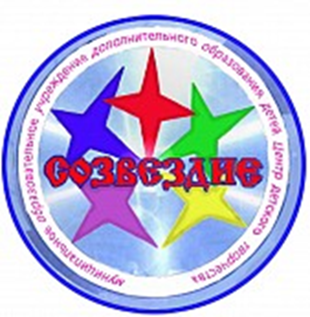 муниципальное образовательное учреждение дополнительного образования детей Центр детского творчества
СОЗВЕЗДИЕ